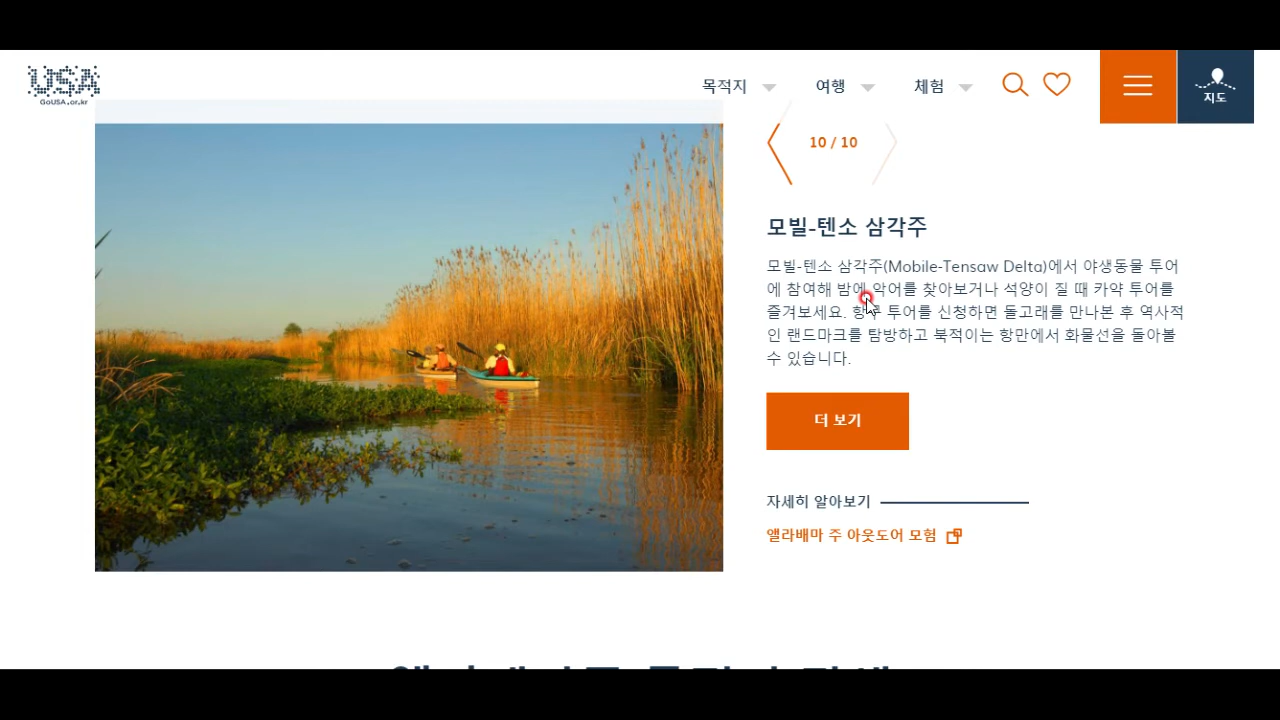 USA
GoUSA.or.kr
목적지
여행
체험
지도
10 / 10
모빌-텐소 삼각주
모빌-텐소 삼각주(Mobile-Tensaw Delta)에서 야생동물 투어
에 참여해 밤에 악어를 찾아보거나 석양이 질 때 카약 투어를
즐겨보세요. 항구 투어를 신청하면 돌고래를 만나본 후 역사적
인 랜드마크를 탐방하고 북적이는 항만에서 화물선을 돌아볼
수 있습니다.
더 보기
자세히 알아보기
앨라배마 주 아웃도어 모험